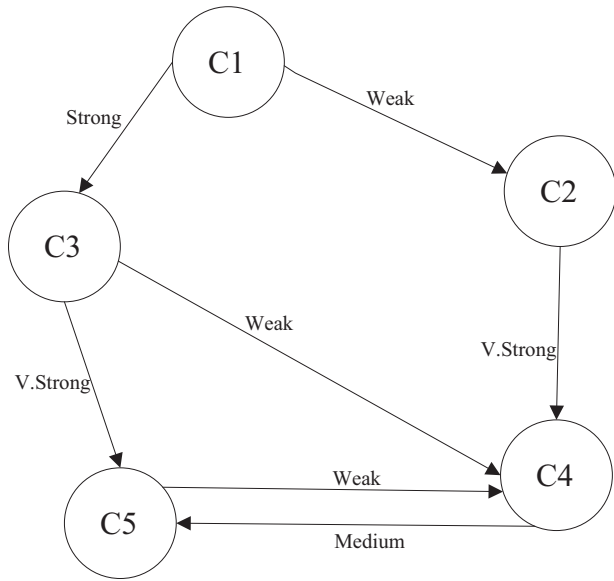 C1
Weak
Strong
C2
C3
Weak
V.Strong
V.Strong
C4
Weak
C5
Medium